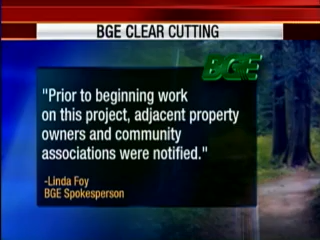 BGE CLEAR CUTTING
BGE
"Prior to beginning work
on this project, adjacent property
owners and community
associations were notified."
-Linda Foy
BGE Spokesperson